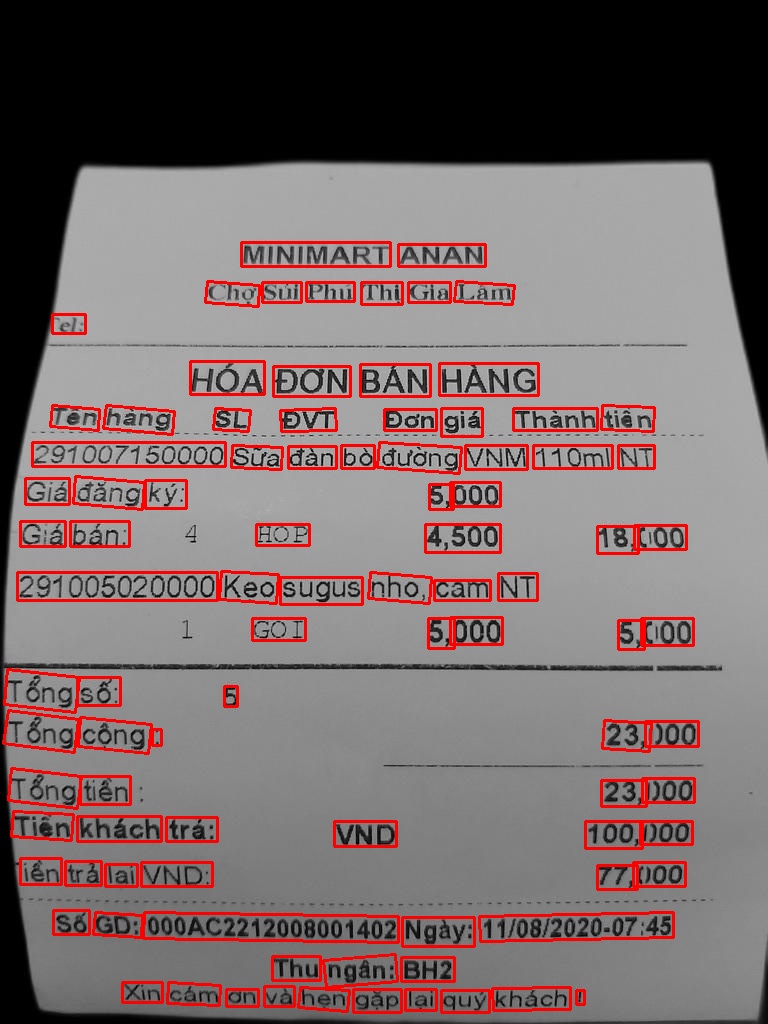 MINIMART ANAN
Chợ Sủi Phú Thị Gia Lâm
Tel:
HÓA ĐƠN BÁN HÀNG
Tên hàng SL ĐVT Đơn giá Thành tiền
291007150000 Sữa đàn bò đường VNM 110ml NT
Giá đăng ký: 5,000
Giá bán: 4 HOP 4,500 18,000
291005020000 Keo sugus nho, cam NT
1 GOI 5,000 5,000
Tổng số: 5
Tổng cộng : 23,000
Tổng tiền : 23,000
Tiền khách trả: VND 100,000
Tiền trả lại VND: 77,000
Số GD: 000AC2212008001402 Ngày: 11/08/2020-07:45
Thu ngân: BH2
Xin cám ơn và hẹn gặp lại quý khách !